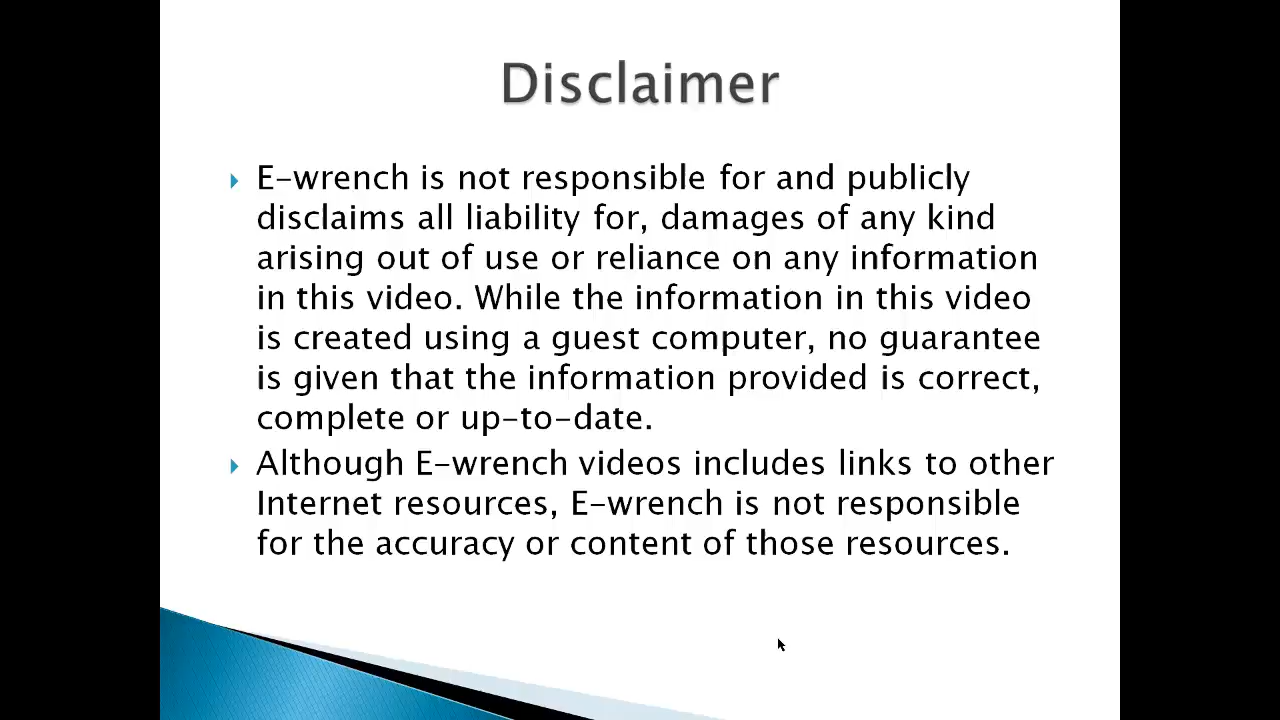 Disclaimer
E-wrench is not responsible for and publicly
disclaims all liability for, damages of any kind
arising out of use or reliance on any information
in this video. While the information in this video
is created using a guest computer, no guarantee
is given that the information provided is correct,
complete or up-to-date.
Although E-wrench videos includes links to other
Internet resources, E-wrench is not responsible
for the accuracy or content of those resources.